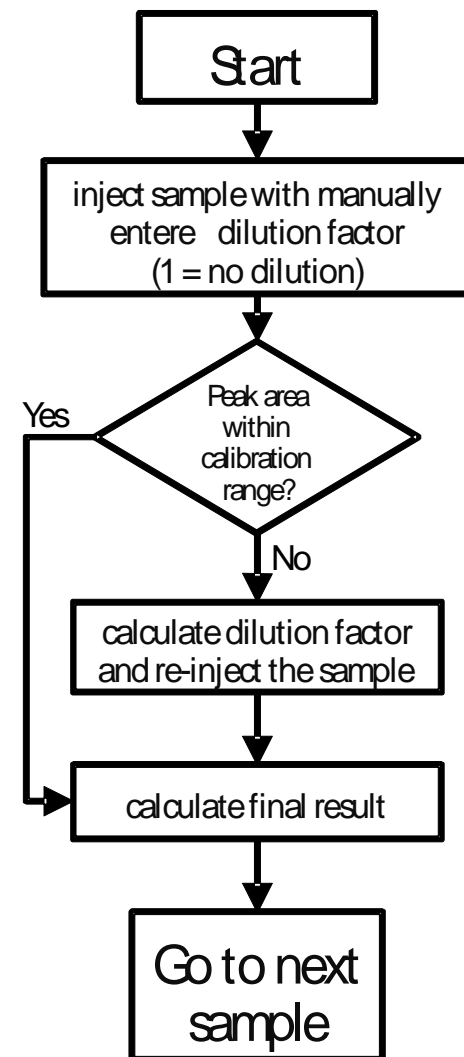 Start
inject sample with manually
entere dilution factor
(1 = no dilution)
Peak area
within
calibration
range?
Yes
No
calculate dilution factor
and re-inject the sample
calculate final result
Go to next
sample